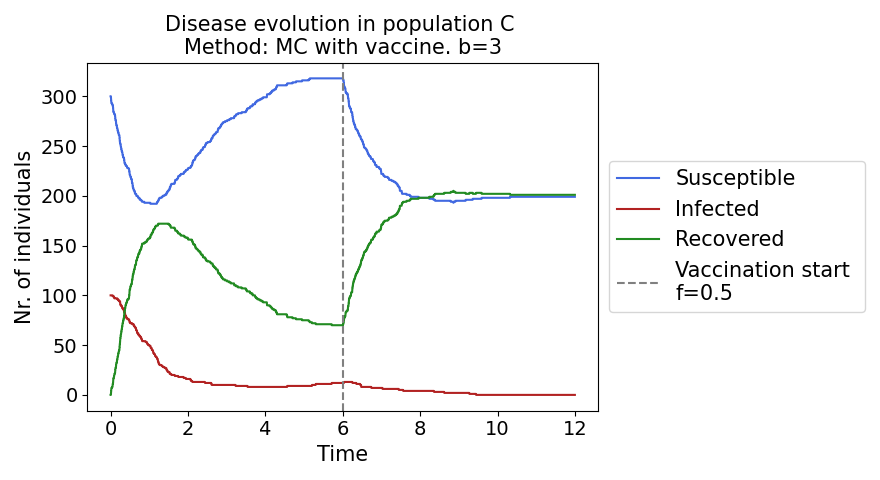 Disease evolution in population C
Method: MC with vaccine. b=3
Nr. of individuals
300
250
200
150
100
50
0
0 2 4 6 8 10 12
Time
Susceptible
Infected
Recovered
Vaccination start
f=0.5